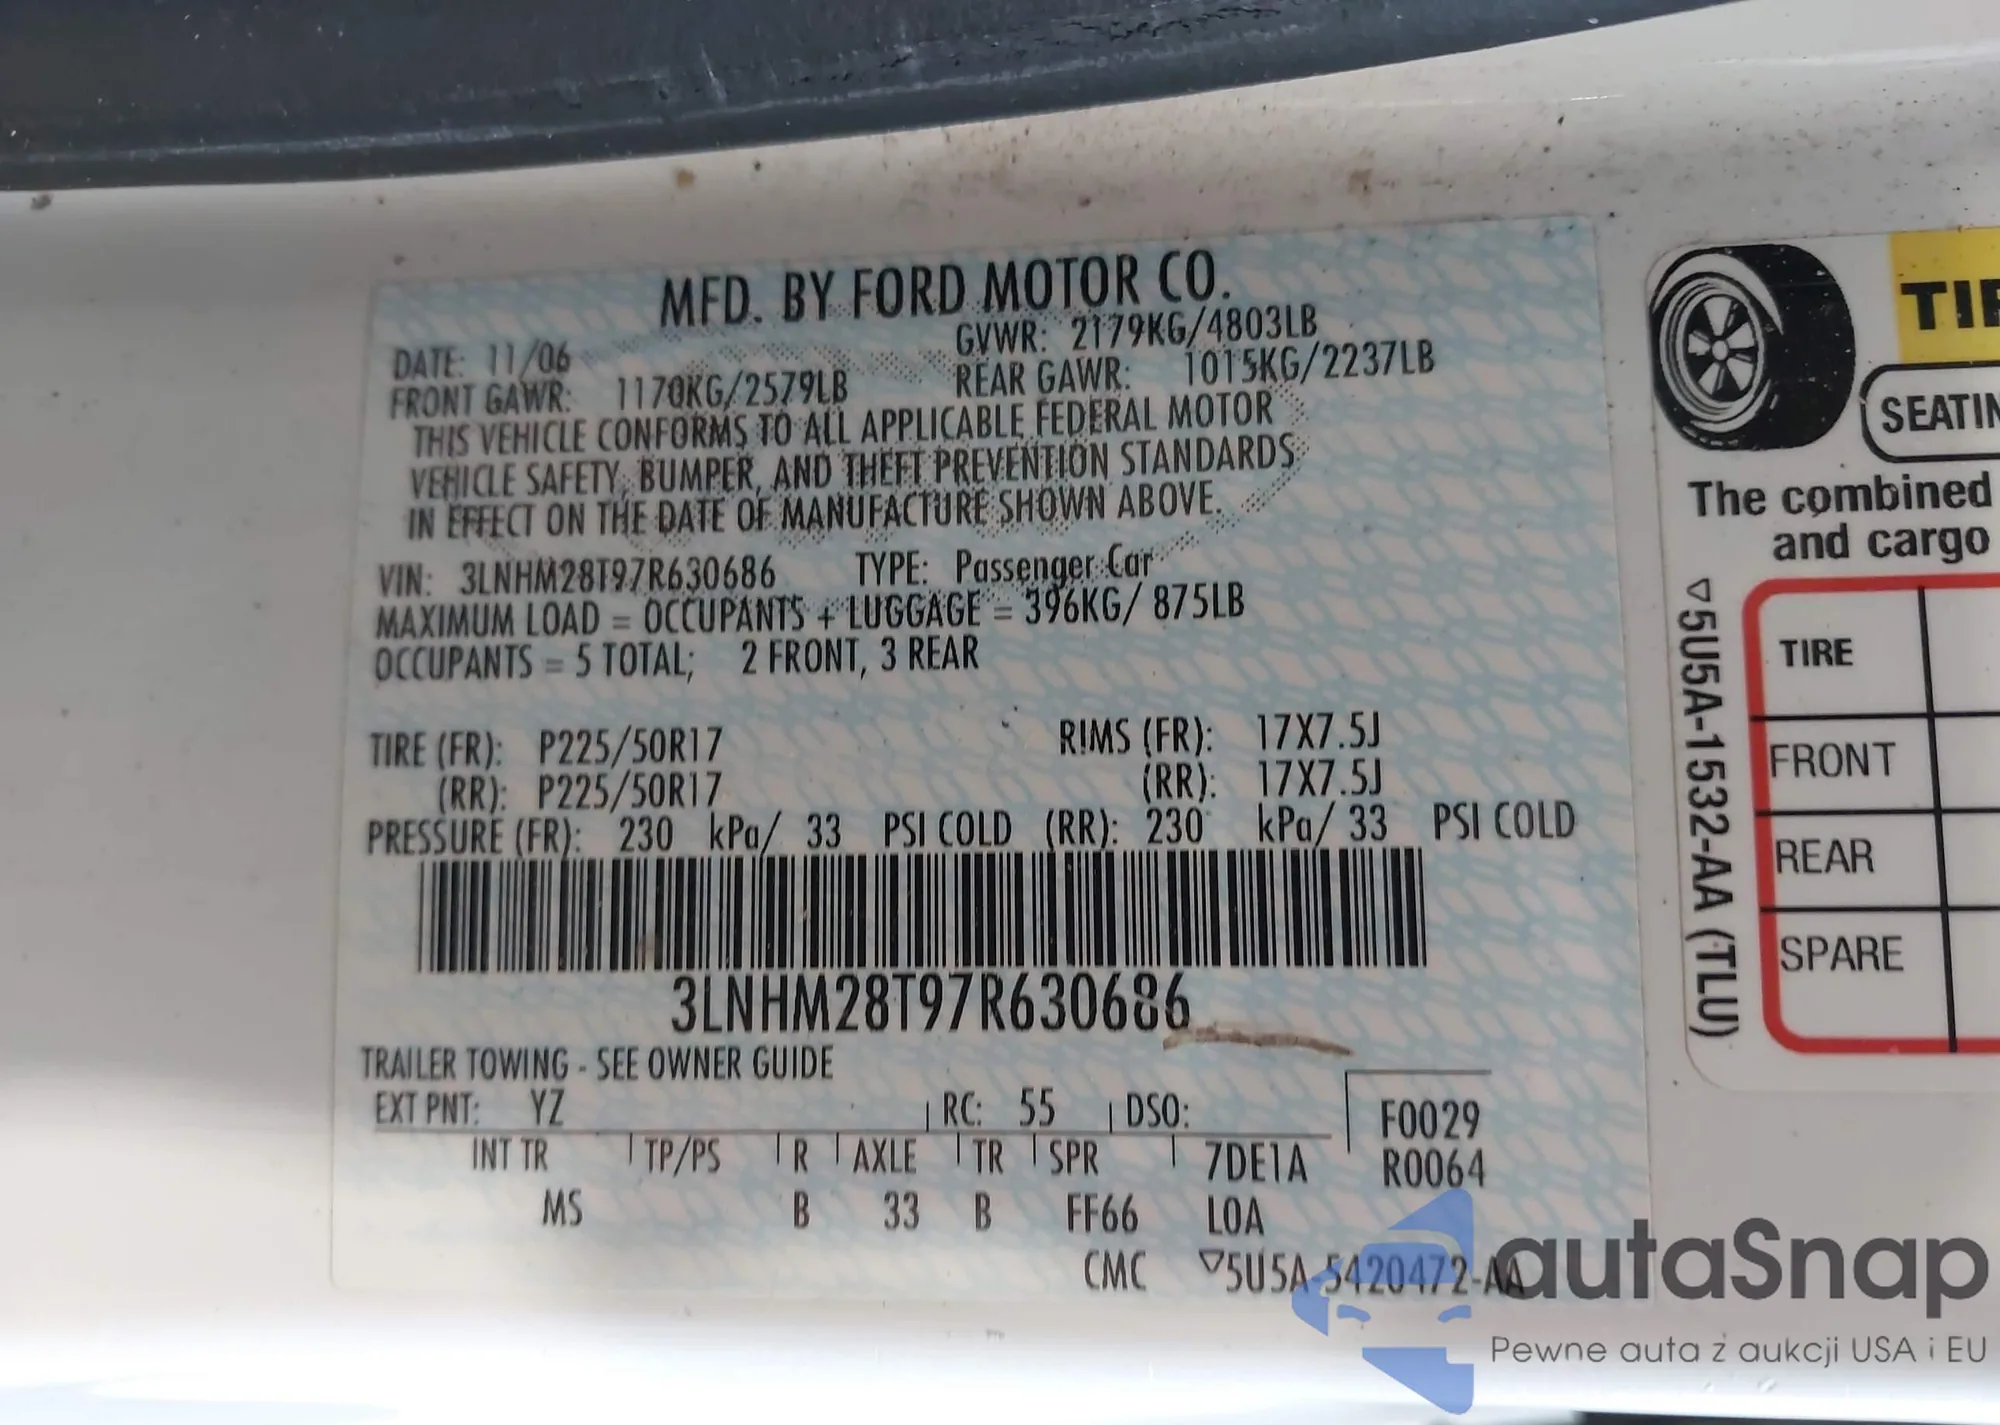 MFD. BY FORD MOTOR CO.
DATE: 11/06 GVWR: 2179KG/4803LB
FRONT GAWR: 1170KG/2579LB REAR GAWR: 1015KG/2237LB
THIS VEHICLE CONFORMS TO ALL APPLICABLE FEDERAL MOTOR
VEHICLE SAFETY, BUMPER, AND THEFT PREVENTION STANDARDS
IN EFFECT ON THE DATE OF MANUFACTURE SHOWN ABOVE.
VIN: 3LNHM28T97R630686 TYPE: Passenger Car
MAXIMUM LOAD = OCCUPANTS + LUGGAGE = 396KG/ 875LB
OCCUPANTS = 5 TOTAL; 2 FRONT, 3 REAR
TIRE (FR): P225/50R17 RIMS (FR): 17X7.5J
(RR): P225/50R17 (RR): 17X7.5J
PRESSURE (FR): 230 kPa/ 33 PSI COLD (RR): 230 kPa/ 33 PSI COLD
3LNHM28T97R630686
TRAILER TOWING - SEE OWNER GUIDE
EXT PNT: YZ RC: 55 DSO: F0029
INT TR TP/PS R AXLE TR SPR 7DE1A R0064
MS B 33 B FF66 LOA
CMC ▽5U5A-5420472-AA
TIR
SEATIN
The combined
and cargo
▽5U5A-1532-AA (TLU)
TIRE
FRONT
REAR
SPARE
autaSnap
Pewne auta z aukcji USA i EU